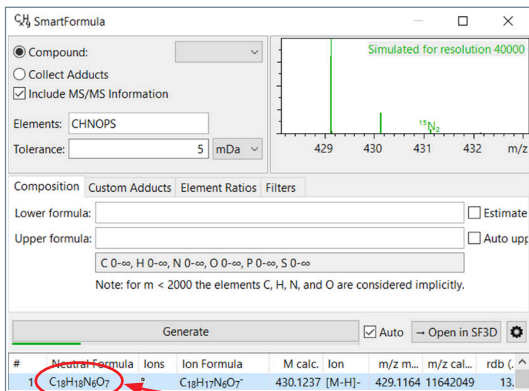 SmartFormula
Compound:
Collect Adducts
Include MS/MS Information
Elements: CHNOPS
Tolerance: 5 mDa
Simulated for resolution 40000
¹⁵N₂
429 430 431 432 m/z
Composition Custom Adducts Element Ratios Filters
Lower formula: Estimate
Upper formula: Auto upp
C 0-∞, H 0-∞, N 0-∞, O 0-∞, P 0-∞, S 0-∞
Note: for m < 2000 the elements C, H, N, and O are considered implicitly.
Generate Auto → Open in SF3D
# Neutral Formula Ions Ion Formula M calc. Ion m/z m... m/z cal... rdb (.
1 C₁₈H₁₈N₆O₇ C₁₈H₁₇N₆O₇⁻ 430.1237 [M-H]- 429.1164 11642049 13.